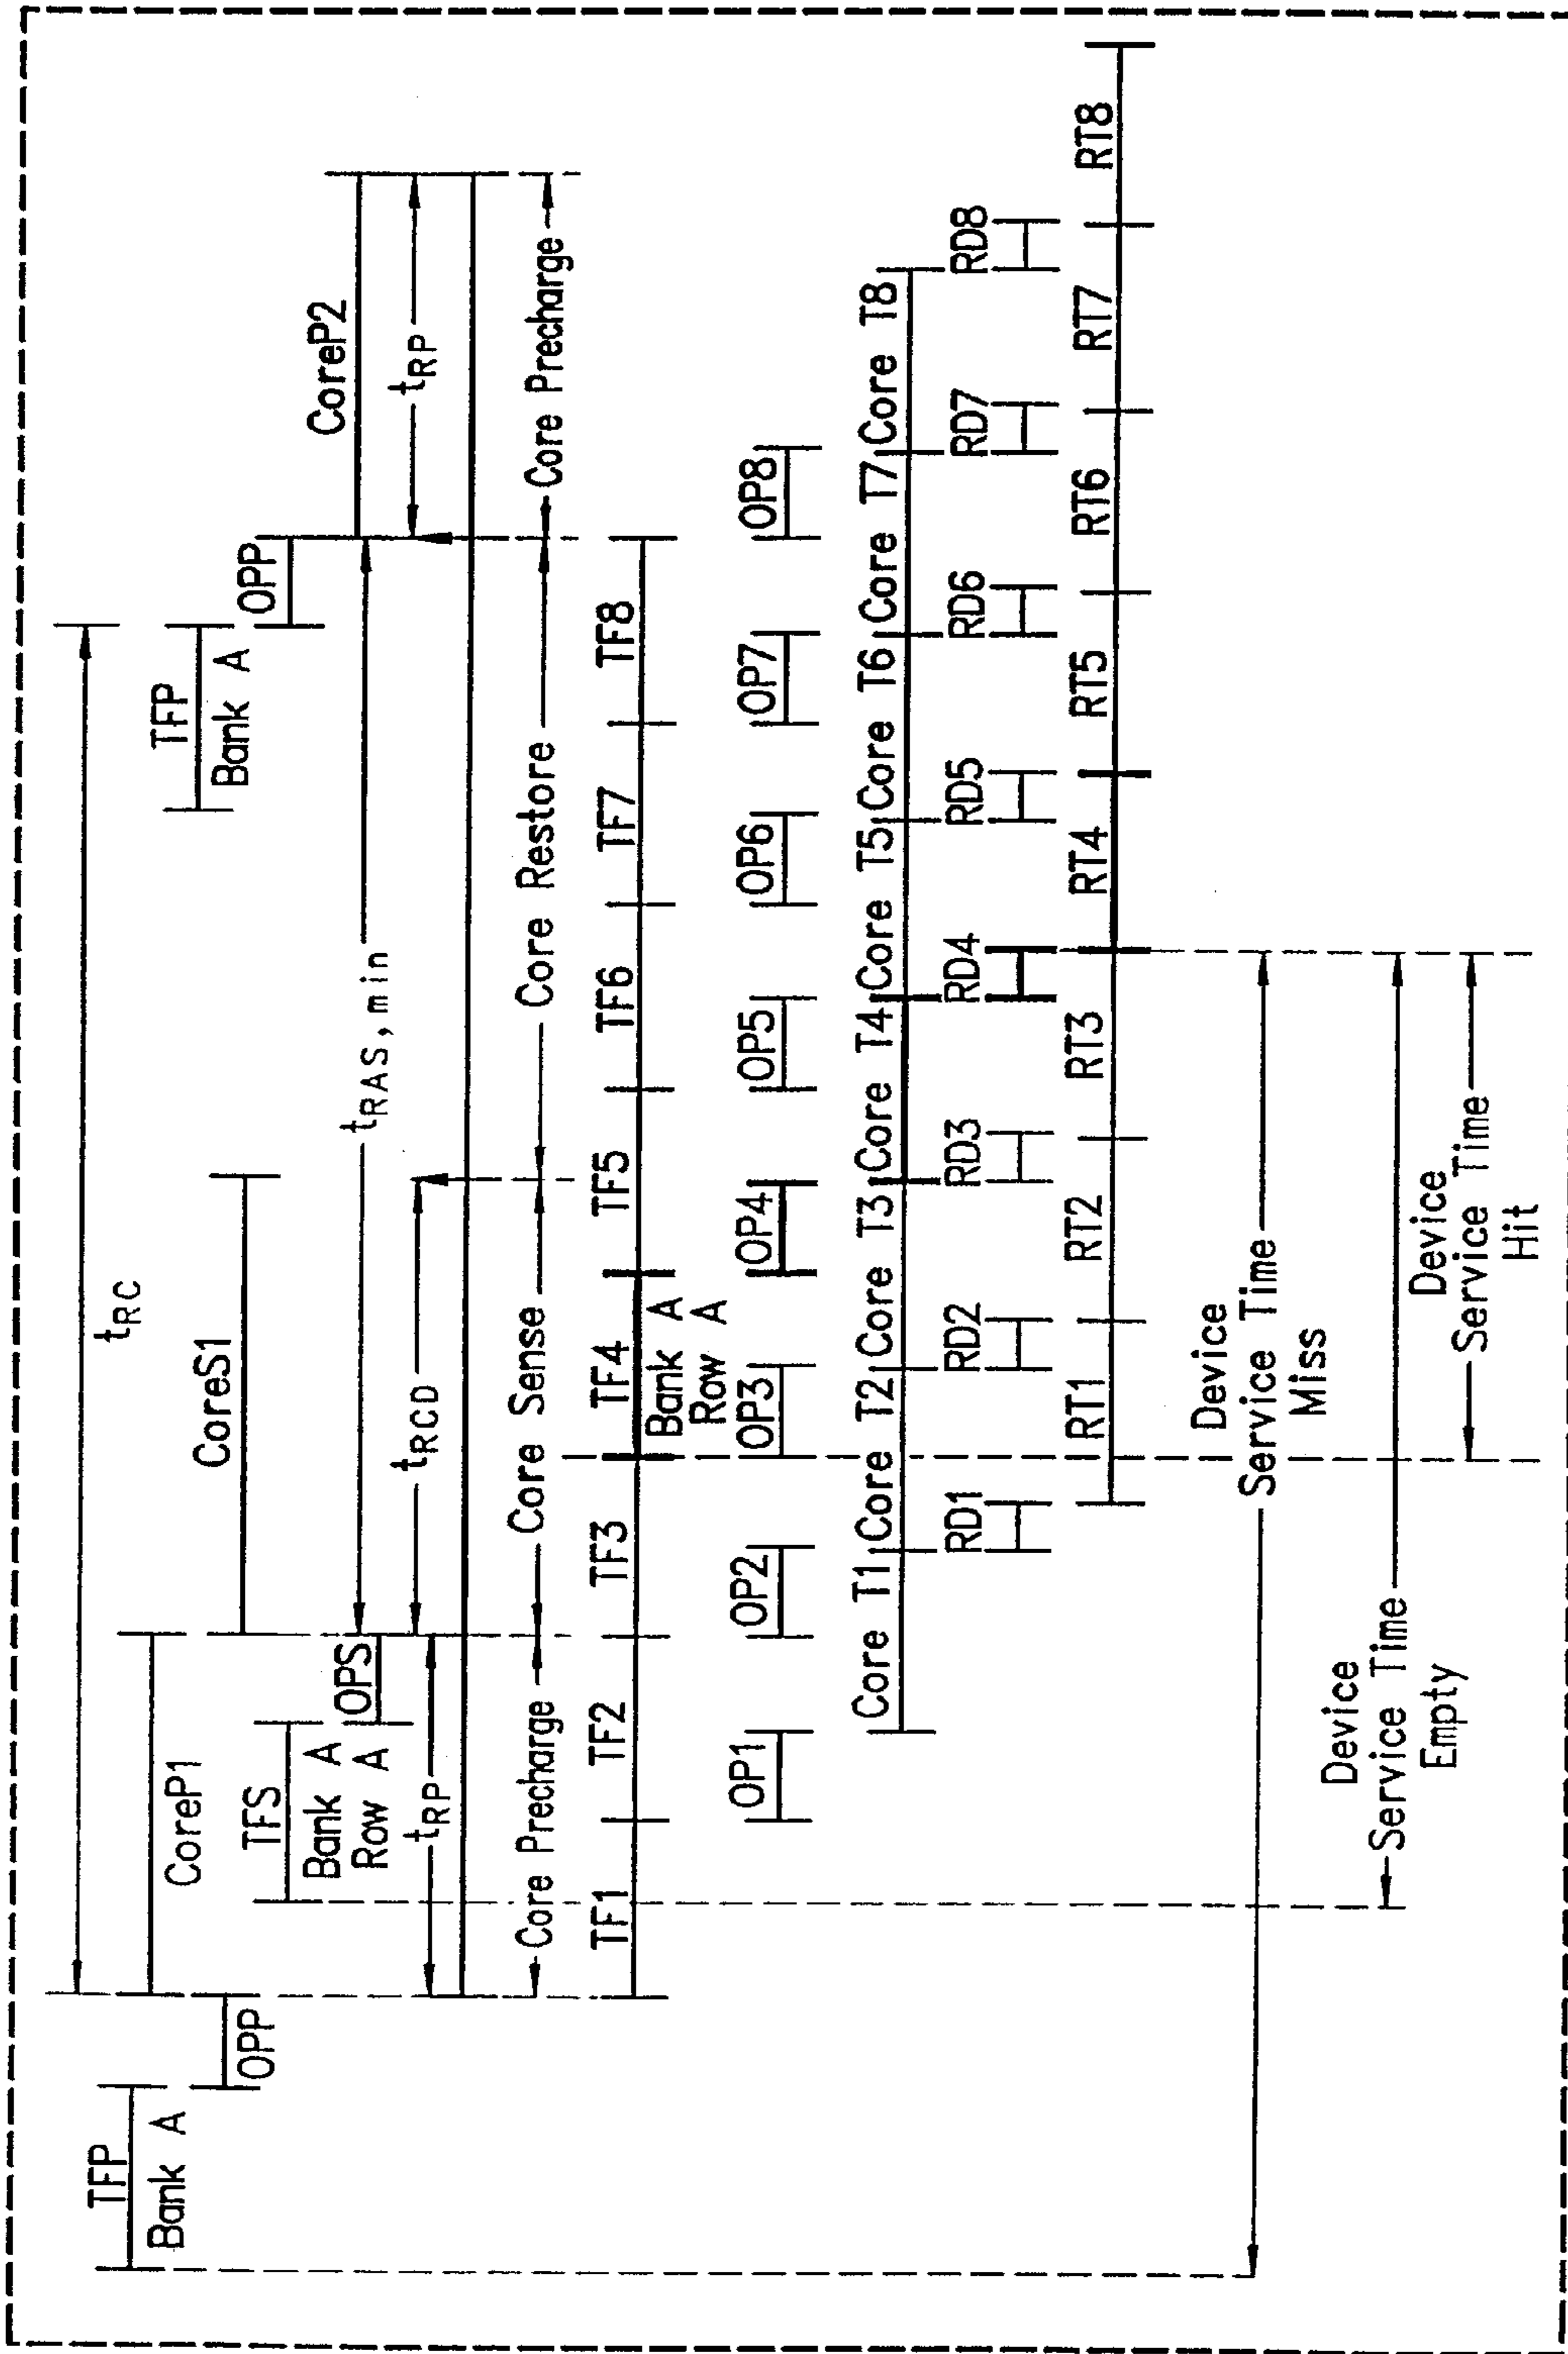 tRC
TFP
Bank A
TFP
Bank A
OPP
OPP
CoreP1
CoreS1
CoreP2
TFS
Bank A
Row A
OPS
tRAS,min
tRP
tRCD
tRP
Core Precharge
Core Sense
Core Restore
Core Precharge
TF1
TF2
TF3
TF4
TF5
TF6
TF7
TF8
Bank A
Row A
OP1
OP2
OP3
OP4
OP5
OP6
OP7
OP8
Core T1
Core T2
Core T3
Core T4
Core T5
Core T6
Core T7
Core T8
RD1
RD2
RD3
RD4
RD5
RD6
RD7
RD8
RT1
RT2
RT3
RT4
RT5
RT6
RT7
RT8
Device
Service Time
Miss
Device
Service Time
Empty
Device
Service Time
Hit